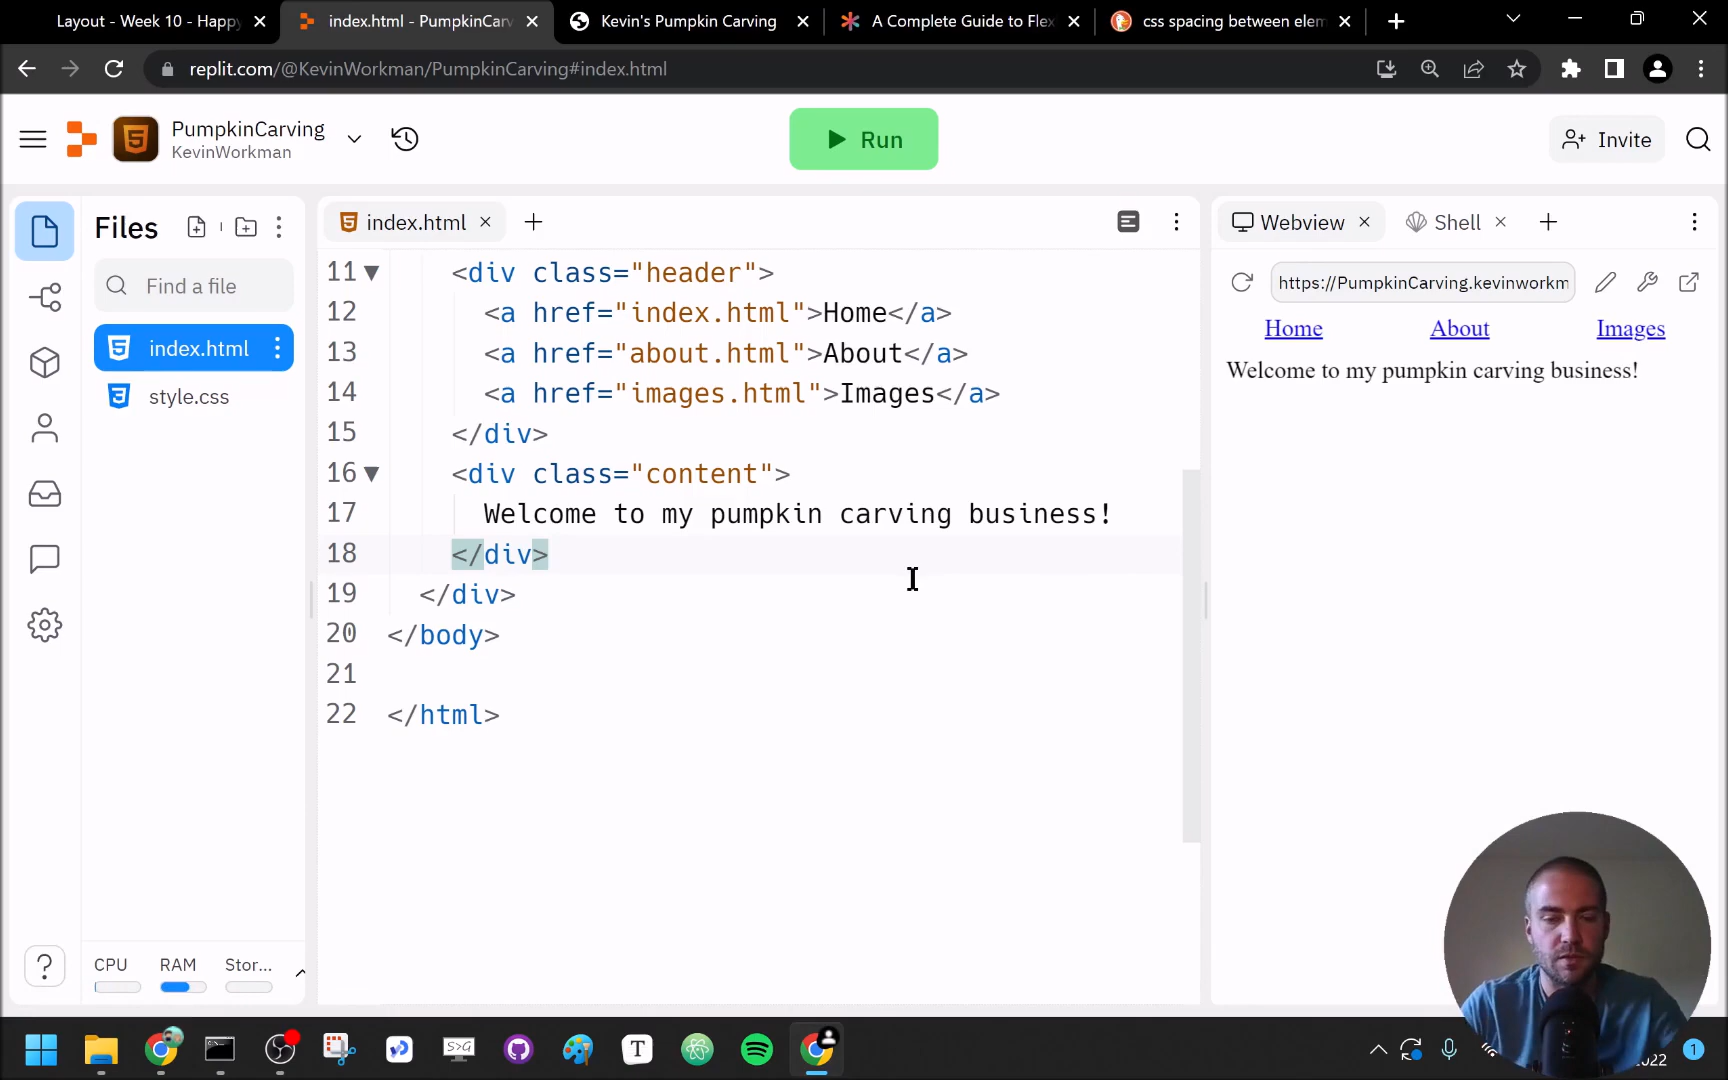 Layout - Week 10 - Happy
index.html - PumpkinCarv
Kevin's Pumpkin Carving
A Complete Guide to Flex
css spacing between elem
replit.com/@KevinWorkman/PumpkinCarving#index.html
PumpkinCarving
KevinWorkman
Run
Invite
Files
Find a file
index.html
style.css
CPU
RAM
Stor...
index.html
11 <div class="header">
12 <a href="index.html">Home</a>
13 <a href="about.html">About</a>
14 <a href="images.html">Images</a>
15 </div>
16 <div class="content">
17 Welcome to my pumpkin carving business!
18 </div>
19 </div>
20 </body>
21
22 </html>
Webview
Shell
https://PumpkinCarving.kevinworkm
Home About Images
Welcome to my pumpkin carving business!
S>G
T
2022
1